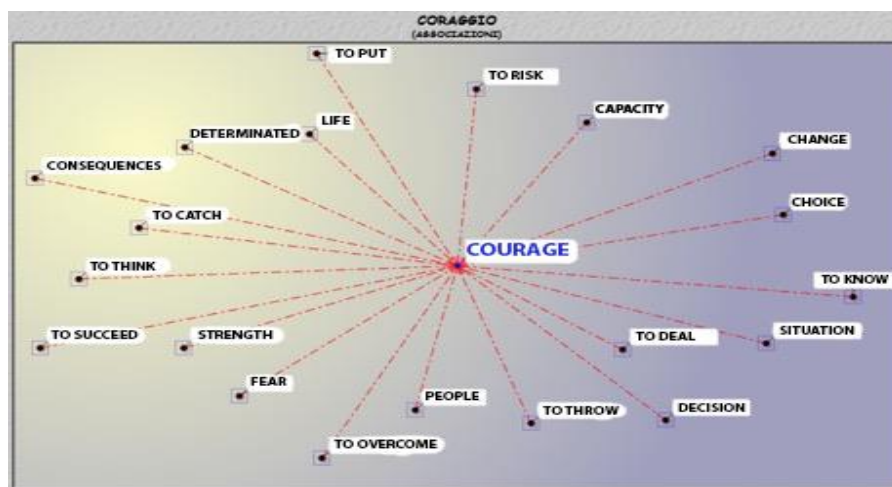 CORAGGIO
(ASSOCIAZIONI)
TO PUT
TO RISK
CAPACITY
LIFE
DETERMINATED
CHANGE
CONSEQUENCES
CHOICE
TO CATCH
COURAGE
TO THINK
TO KNOW
TO SUCCEED
STRENGTH
TO DEAL
SITUATION
FEAR
PEOPLE
TO THROW
DECISION
TO OVERCOME